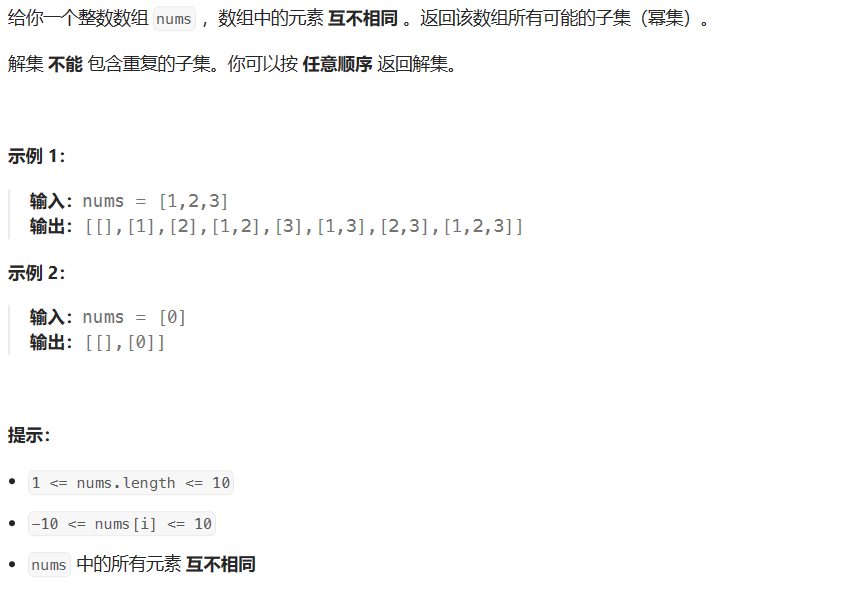 给你一个整数数组 nums ，数组中的元素 互不相同 。返回该数组所有可能的子集（幂集）。
解集 不能 包含重复的子集。你可以按 任意顺序 返回解集。
示例 1：
输入：nums = [1,2,3]
输出：[[],[1],[2],[1,2],[3],[1,3],[2,3],[1,2,3]]
示例 2：
输入：nums = [0]
输出：[[],[0]]
提示：
• 1 <= nums.length <= 10
• -10 <= nums[i] <= 10
• nums 中的所有元素 互不相同